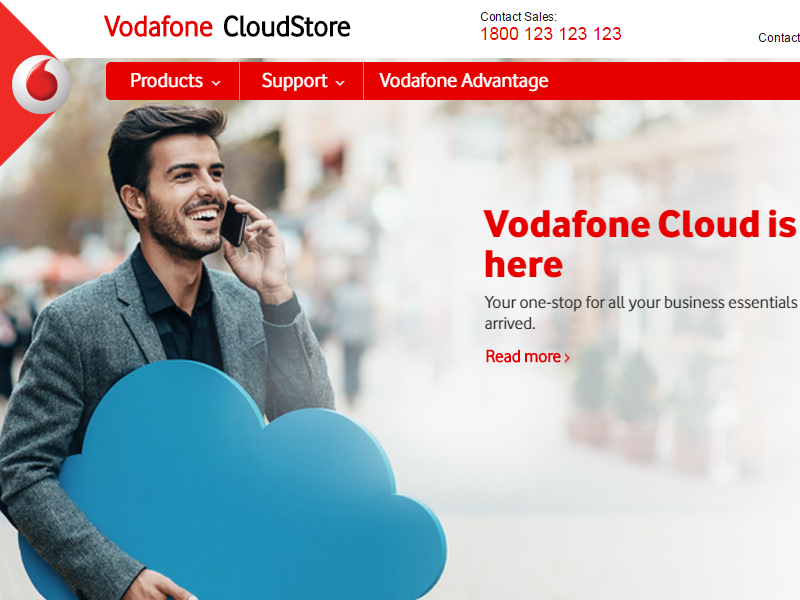 Vodafone CloudStore
Contact Sales:
1800 123 123 123
Contact
Products
Support
Vodafone Advantage
Vodafone Cloud is
here
Your one-stop for all your business essentials
arrived.
Read more ›